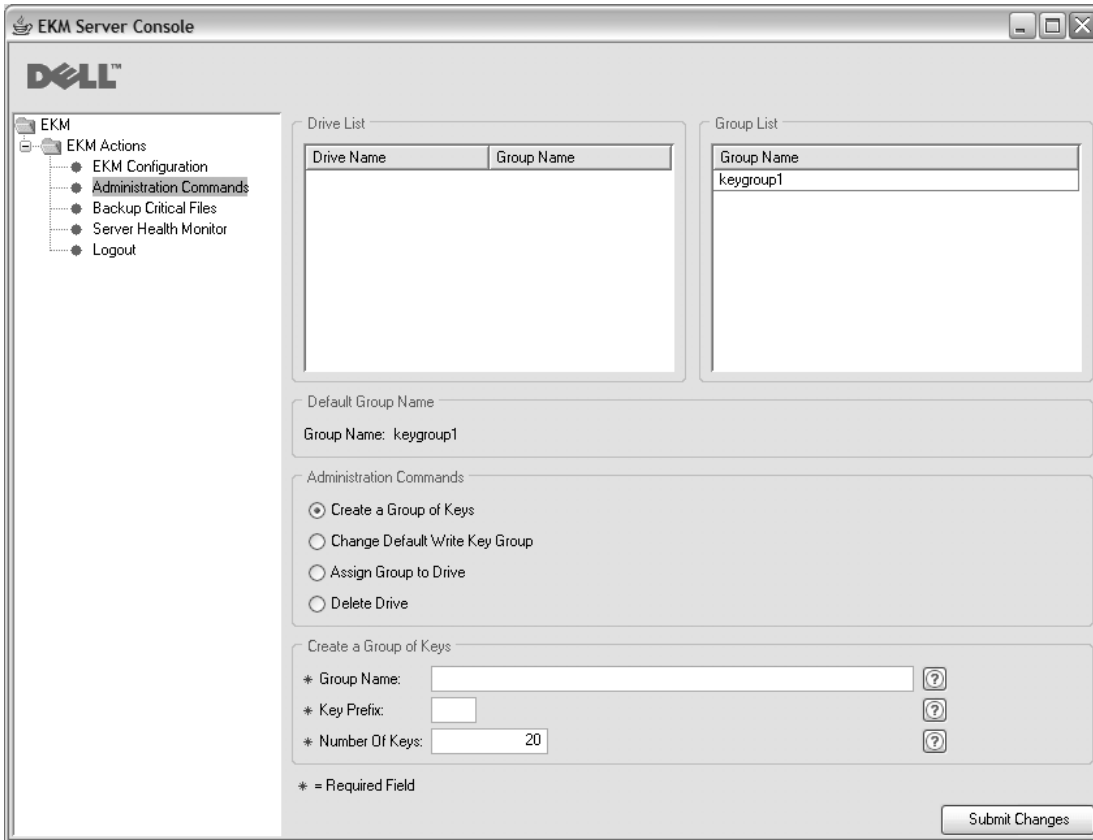 EKM Server Console
DELL™
EKM
EKM Actions
EKM Configuration
Administration Commands
Backup Critical Files
Server Health Monitor
Logout
Drive List
Drive Name Group Name
Group List
Group Name
keygroup1
Default Group Name
Group Name: keygroup1
Administration Commands
Create a Group of Keys
Change Default Write Key Group
Assign Group to Drive
Delete Drive
Create a Group of Keys
* Group Name: ?
* Key Prefix: ?
* Number Of Keys: 20 ?
* = Required Field
Submit Changes